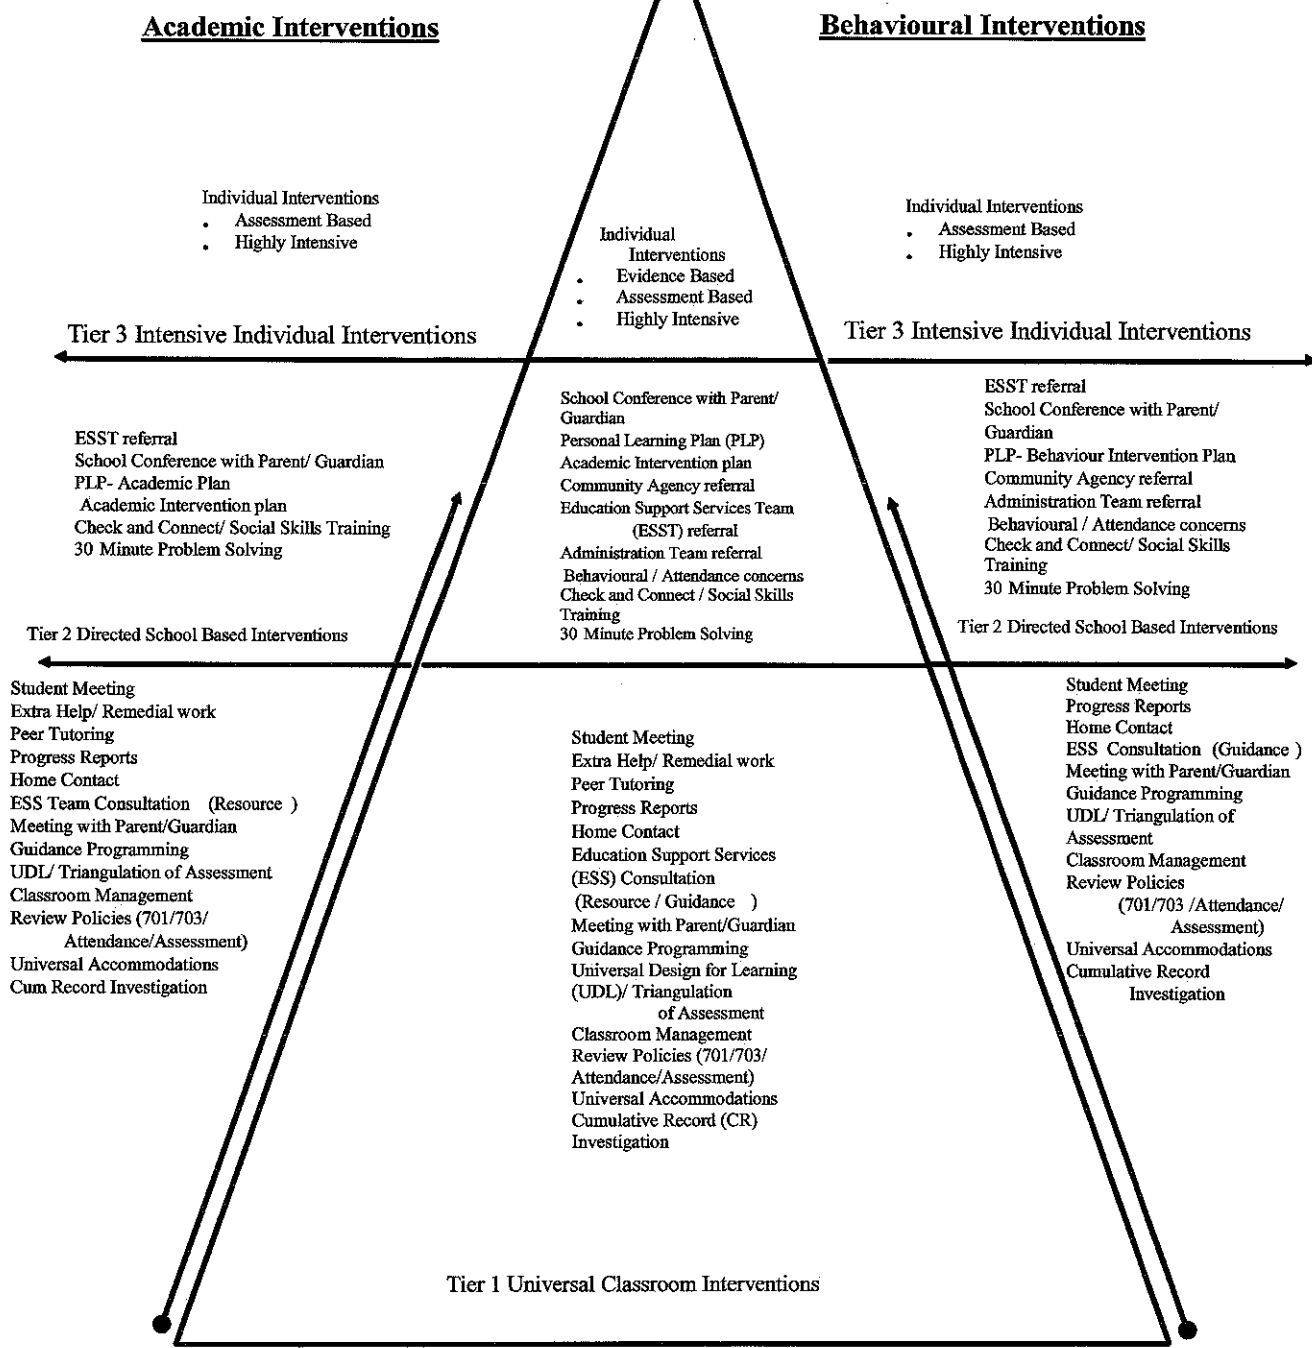 Academic Interventions
Behavioural Interventions
Individual Interventions
. Assessment Based
. Highly Intensive
Individual
Interventions
. Evidence Based
. Assessment Based
. Highly Intensive
Individual Interventions
. Assessment Based
. Highly Intensive
Tier 3 Intensive Individual Interventions
Tier 3 Intensive Individual Interventions
ESST referral
School Conference with Parent/ Guardian
PLP- Academic Plan
Academic Intervention plan
Check and Connect/ Social Skills Training
30 Minute Problem Solving
School Conference with Parent/
Guardian
Personal Learning Plan (PLP)
Academic Intervention plan
Community Agency referral
Education Support Services Team
(ESST) referral
Administration Team referral
Behavioural / Attendance concerns
Check and Connect / Social Skills
Training
30 Minute Problem Solving
ESST referral
School Conference with Parent/
Guardian
PLP- Behaviour Intervention Plan
Community Agency referral
Administration Team referral
Behavioural / Attendance concerns
Check and Connect/ Social Skills
Training
30 Minute Problem Solving
Tier 2 Directed School Based Interventions
Tier 2 Directed School Based Interventions
Student Meeting
Extra Help/ Remedial work
Peer Tutoring
Progress Reports
Home Contact
ESS Team Consultation (Resource )
Meeting with Parent/Guardian
Guidance Programming
UDL/ Triangulation of Assessment
Classroom Management
Review Policies (701/703/
Attendance/Assessment)
Universal Accommodations
Cum Record Investigation
Student Meeting
Extra Help/ Remedial work
Peer Tutoring
Progress Reports
Home Contact
Education Support Services
(ESS) Consultation
(Resource / Guidance )
Meeting with Parent/Guardian
Guidance Programming
Universal Design for Learning
(UDL)/ Triangulation
of Assessment
Classroom Management
Review Policies (701/703/
Attendance/Assessment)
Universal Accommodations
Cumulative Record (CR)
Investigation
Student Meeting
Progress Reports
Home Contact
ESS Consultation (Guidance )
Meeting with Parent/Guardian
Guidance Programming
UDL/ Triangulation of
Assessment
Classroom Management
Review Policies
(701/703 /Attendance/
Assessment)
Universal Accommodations
Cumulative Record
Investigation
Tier 1 Universal Classroom Interventions